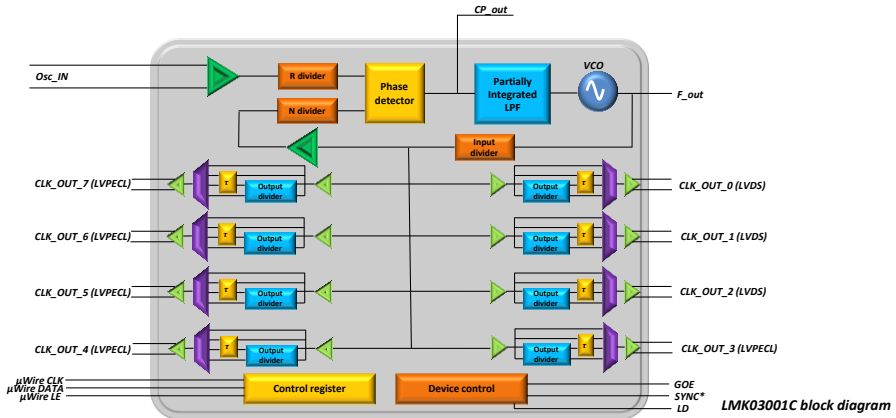 CP_out
Osc_IN
R divider
N divider
Phase
detector
Partially
Integrated
LPF
VCO
F_out
Input
divider
CLK_OUT_7 (LVPECL)
τ
Output
divider
Output
divider
τ
CLK_OUT_0 (LVDS)
CLK_OUT_6 (LVPECL)
τ
Output
divider
Output
divider
τ
CLK_OUT_1 (LVDS)
CLK_OUT_5 (LVPECL)
τ
Output
divider
Output
divider
τ
CLK_OUT_2 (LVDS)
CLK_OUT_4 (LVPECL)
τ
Output
divider
Output
divider
τ
CLK_OUT_3 (LVPECL)
µWire CLK
µWire DATA
µWire LE
Control register
Device control
GOE
SYNC*
LD
LMK03001C block diagram